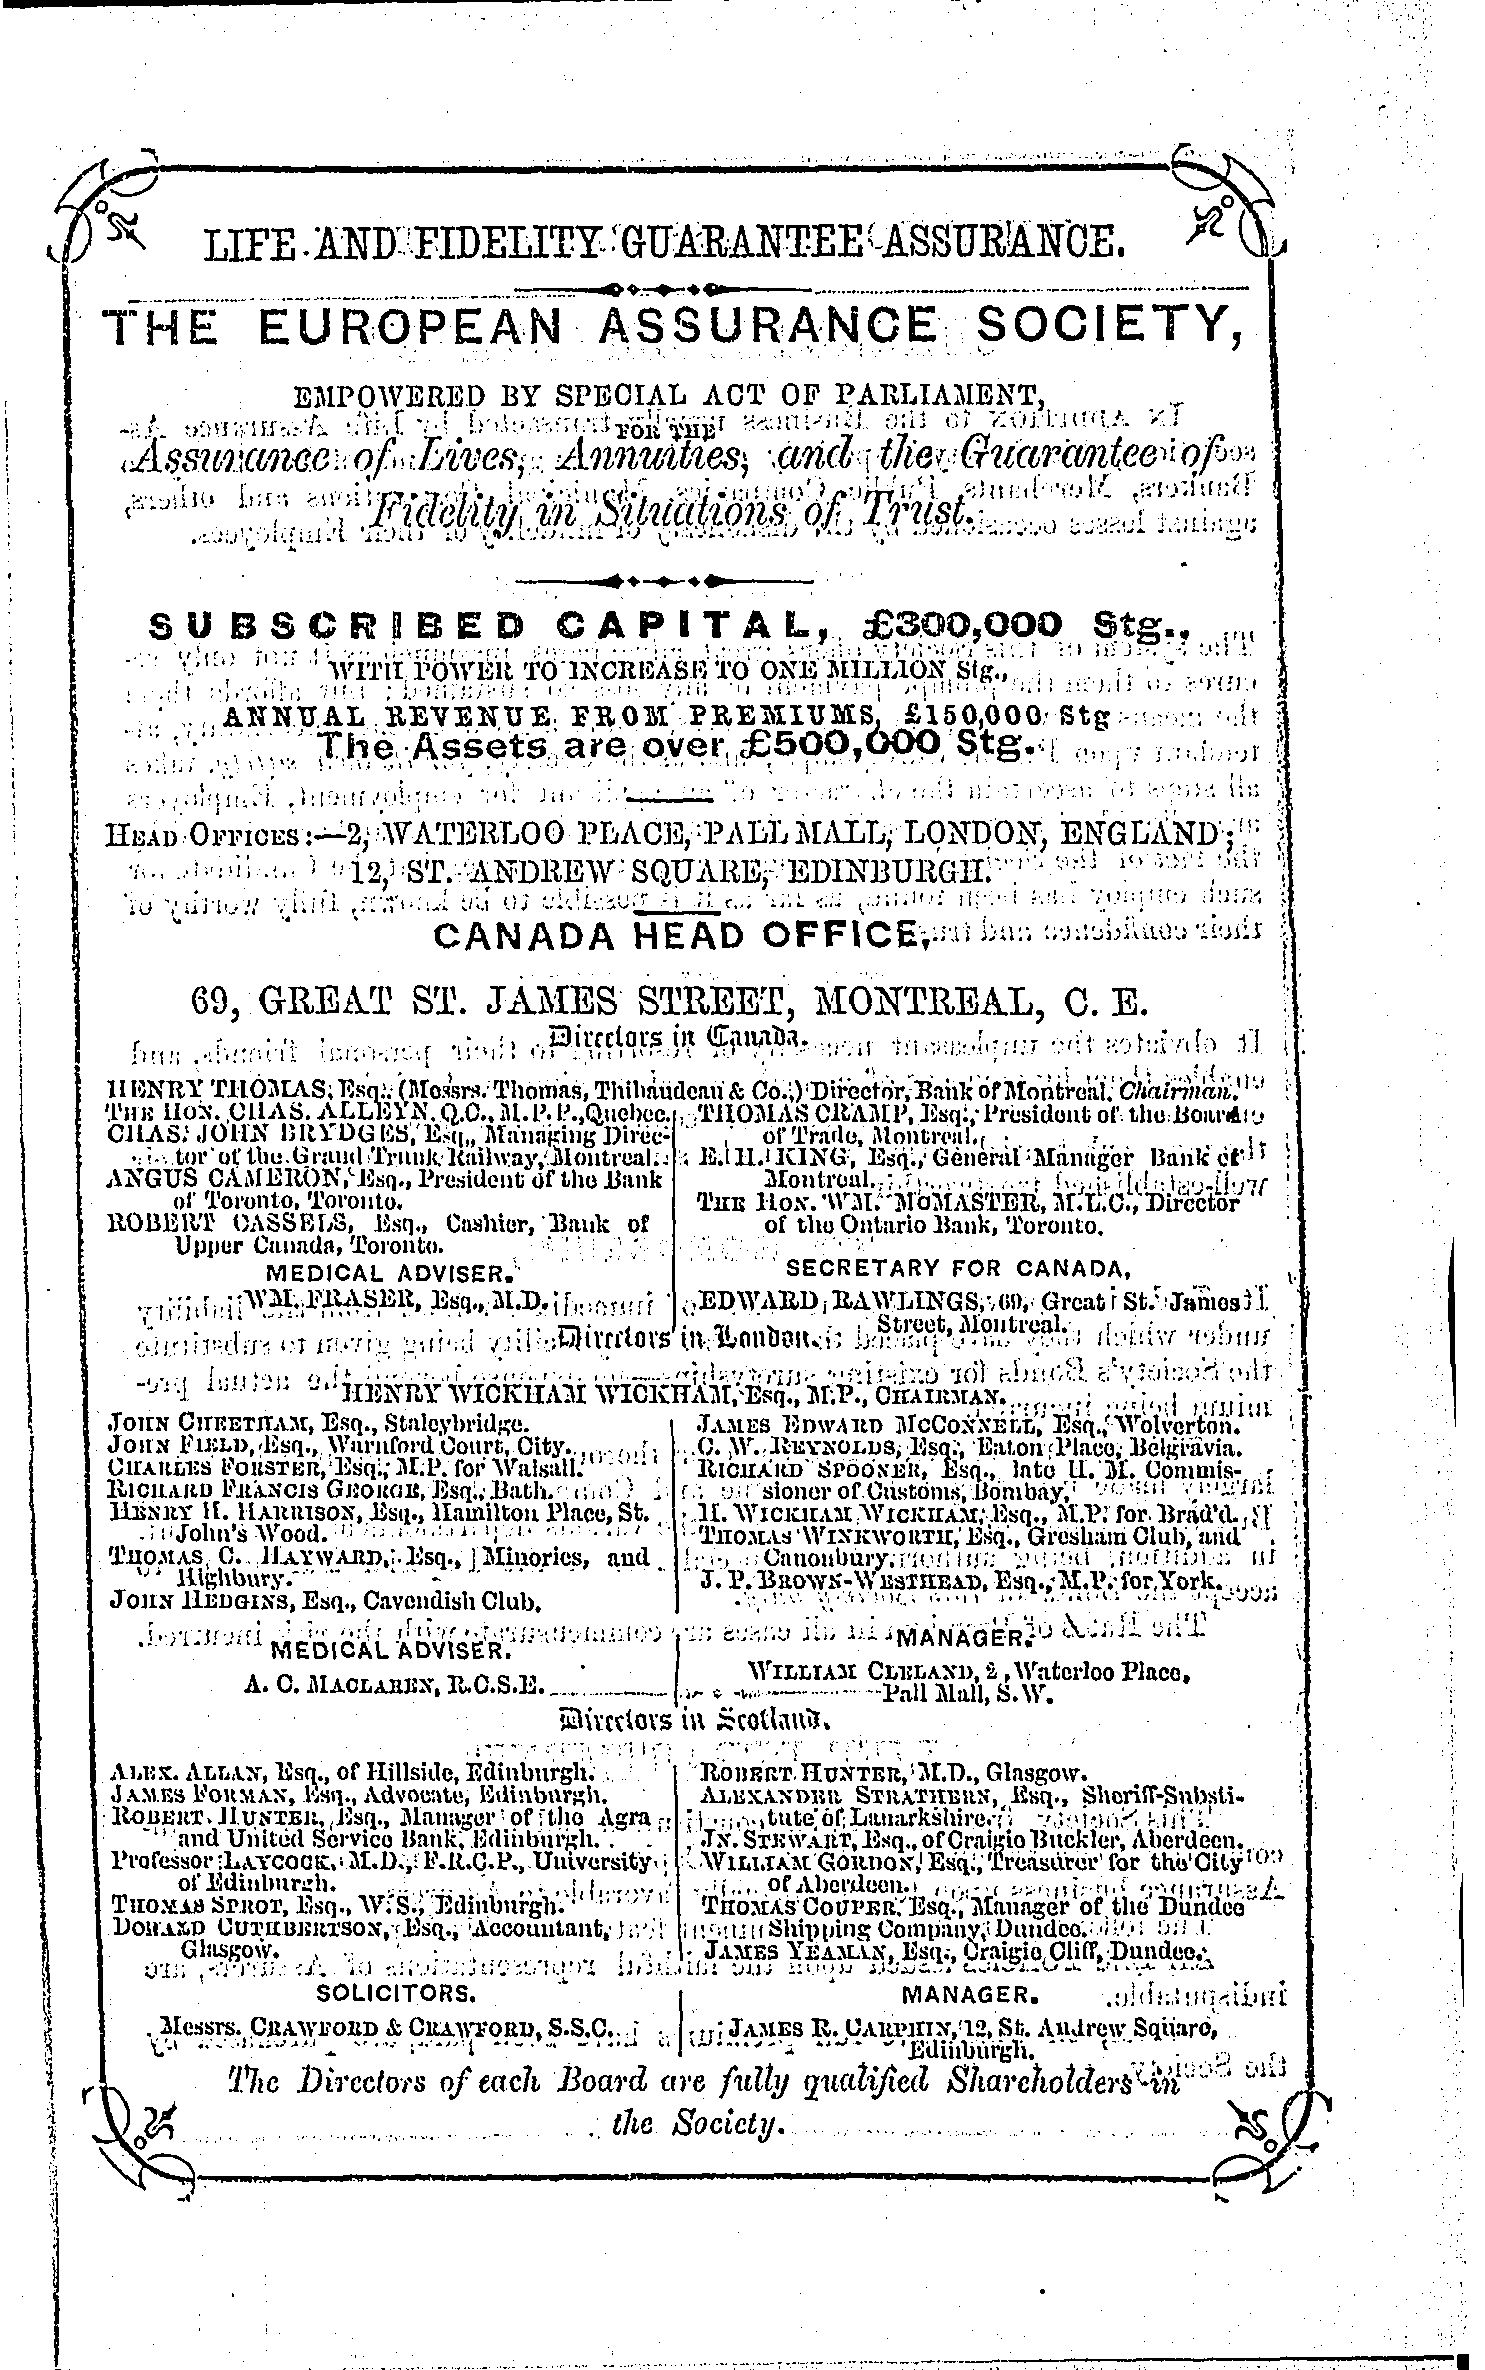 LIFE AND FIDELITY GUARANTEE ASSURANCE.
THE EUROPEAN ASSURANCE SOCIETY,
EMPOWERED BY SPECIAL ACT OF PARLIAMENT,
FOR THE
Assurance of Lives, Annuities, and the Guarantee of
Fidelity in Situations of Trust.
SUBSCRIBED CAPITAL, £300,000 Stg.,
WITH POWER TO INCREASE TO ONE MILLION Stg.,
ANNUAL REVENUE FROM PREMIUMS, £150,000 Stg
The Assets are over £500,000 Stg.
HEAD OFFICES:—2, WATERLOO PLACE, PALL MALL, LONDON, ENGLAND;
12, ST. ANDREW SQUARE, EDINBURGH.
CANADA HEAD OFFICE,
69, GREAT ST. JAMES STREET, MONTREAL, C. E.
Directors in Canada.
HENRY THOMAS, Esq. (Messrs. Thomas, Thibaudeau & Co.) Director, Bank of Montreal. Chairman.
THE HON. CHAS. ALLEYN, Q.C., M.P.P., Quebec.
CHAS. JOHN BRYDGES, Esq., Managing Direc-
tor of the Grand Trunk Railway, Montreal.
ANGUS CAMERON, Esq., President of the Bank
of Toronto, Toronto.
ROBERT CASSELS, Esq., Cashier, Bank of
Upper Canada, Toronto.
THOMAS CRAMP, Esq., President of the Board
of Trade, Montreal.
E. H. KING, Esq., General Manager Bank of
Montreal.
THE HON. WM. McMASTER, M.L.C., Director
of the Ontario Bank, Toronto.
MEDICAL ADVISER.
WM. FRASER, Esq., M.D.
SECRETARY FOR CANADA,
EDWARD RAWLINGS, 69, Great St. James
Street, Montreal.
Directors in London.
HENRY WICKHAM WICKHAM, Esq., M.P., CHAIRMAN.
JOHN CHEETHAM, Esq., Staleybridge.
JOHN FIELD, Esq., Warnford Court, City.
CHARLES FORSTER, Esq., M.P. for Walsall.
RICHARD FRANCIS GEORGE, Esq., Bath.
HENRY H. HARRISON, Esq., Hamilton Place, St.
John's Wood.
THOMAS C. HAYWARD, Esq., Minories, and
Highbury.
JOHN HEDGINS, Esq., Cavendish Club.
JAMES EDWARD McCONNELL, Esq., Wolverton.
C. W. REYNOLDS, Esq., Eaton Place, Belgravia.
RICHARD SPOONER, Esq., late H. M. Commis-
sioner of Customs, Bombay.
H. WICKHAM WICKHAM, Esq., M.P. for Brad'd.
THOMAS WINKWORTH, Esq., Gresham Club, and
Canonbury.
J. P. BROWN-WESTHEAD, Esq., M.P. for York.
MEDICAL ADVISER.
A. C. MACLAREN, R.C.S.E.
MANAGER.
WILLIAM CLELAND, 2, Waterloo Place,
Pall Mall, S.W.
Directors in Scotland.
ALEX. ALLAN, Esq., of Hillside, Edinburgh.
JAMES FORMAN, Esq., Advocate, Edinburgh.
ROBERT HUNTER, Esq., Manager of the Agra
and United Service Bank, Edinburgh.
Professor LAYCOCK, M.D., F.R.C.P., University
of Edinburgh.
THOMAS SPROT, Esq., W.S., Edinburgh.
DONALD CUTHBERTSON, Esq., Accountant,
Glasgow.
ROBERT HUNTER, M.D., Glasgow.
ALEXANDER STRATHERN, Esq., Sheriff-Substi-
tute of Lanarkshire.
JN. STEWART, Esq., of Craigie Buckler, Aberdeen.
WILLIAM GORDON, Esq., Treasurer for the City
of Aberdeen.
THOMAS COUPER, Esq., Manager of the Dundee
Shipping Company, Dundee.
JAMES YEAMAN, Esq., Craigie Cliff, Dundee.
SOLICITORS.
Messrs. CRAWFORD & CRAWFORD, S.S.C.
MANAGER.
JAMES R. CARPHIN, 12, St. Andrew Square,
Edinburgh.
The Directors of each Board are fully qualified Shareholders in
the Society.